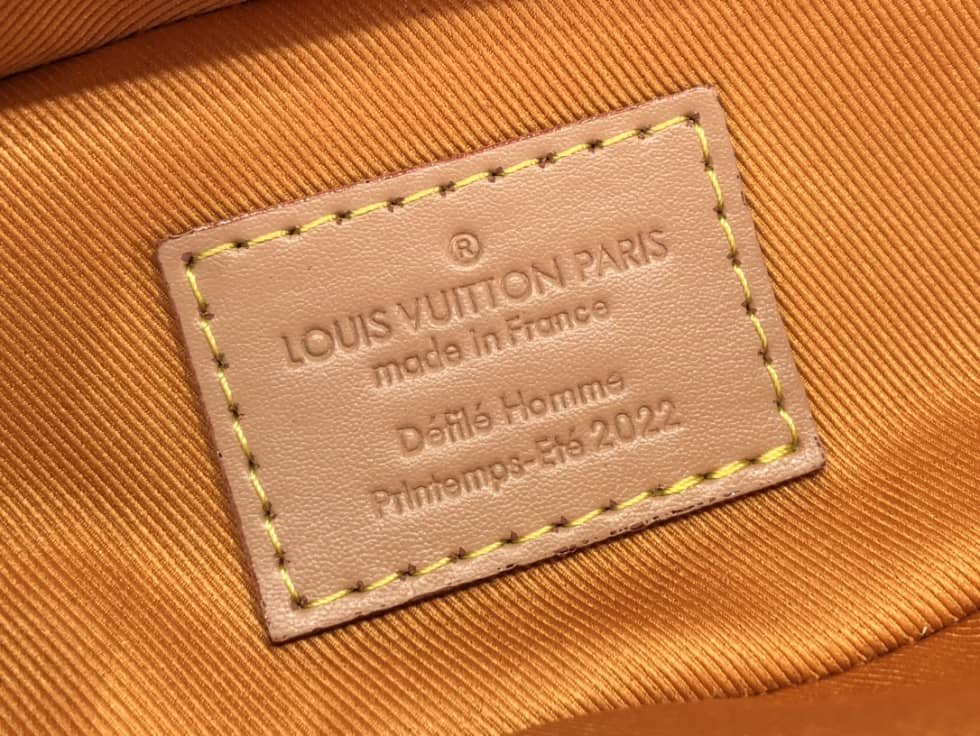 ®
LOUIS VUITTON PARIS
made in France
Défilé Homme
Printemps-Eté 2022